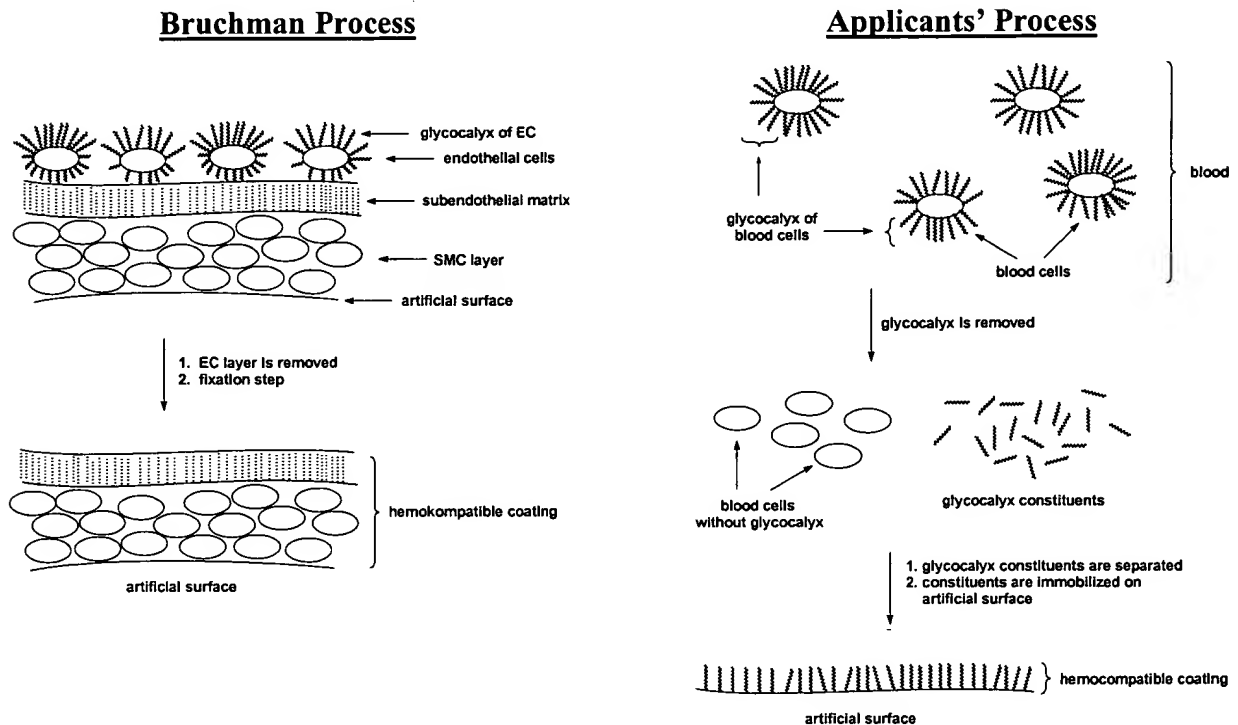 Bruchman Process
glycocalyx of EC
endothelial cells
subendothelial matrix
SMC layer
artificial surface
1. EC layer is removed
2. fixation step
hemokompatible coating
artificial surface
Applicants' Process
blood
glycocalyx of
blood cells
blood cells
glycocalyx is removed
blood cells
without glycocalyx
glycocalyx constituents
1. glycocalyx constituents are separated
2. constituents are immobilized on
artificial surface
hemocompatible coating
artificial surface